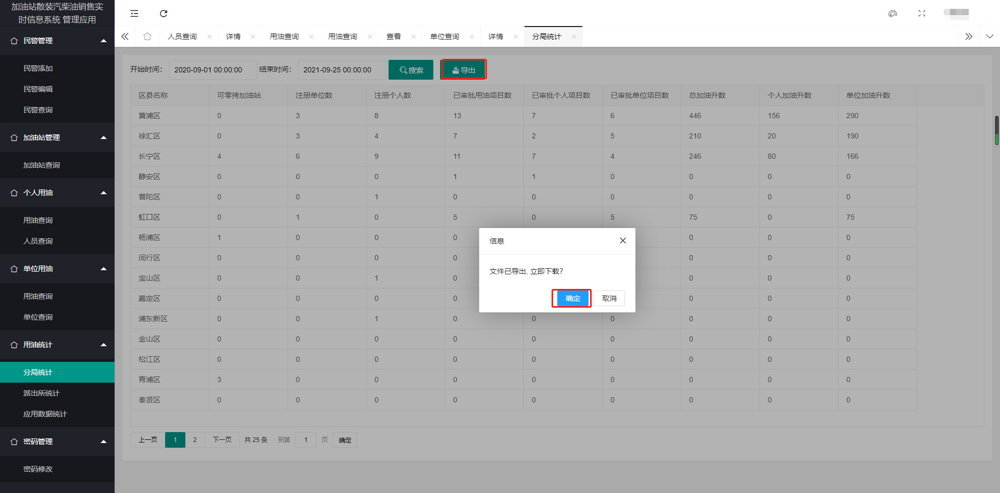 加油站散装汽柴油销售实
时信息系统 管理应用
民警管理
民警添加
民警编辑
民警查询
加油站管理
加油站查询
个人用油
用油查询
人员查询
单位用油
用油查询
单位查询
用油统计
分局统计
派出所统计
应用数据统计
密码管理
密码修改
人员查询 详情 用油查询 用油查询 查看 单位查询 详情 分局统计
开始时间: 2020-09-01 00:00:00 结束时间: 2021-09-25 00:00:00 搜索 导出
区县名称 可零拷加油站 注册单位数 注册个人数 已审批用油项目数 已审批个人项目数 已审批单位项目数 总加油升数 个人加油升数 单位加油升数
黄浦区 0 3 8 13 7 6 446 156 290
徐汇区 0 3 4 7 2 5 210 20 190
长宁区 4 6 9 11 7 4 246 80 166
静安区 0 0 0 1 1 0 0 0 0
普陀区 0 0 1 0 0 0 0 0 0
虹口区 0 1 0 5 0 5 75 0 75
杨浦区 1 0 0 0 0 0 0
闵行区 0 0 0 0 0 0 0
宝山区 0 0 1 0 0 0 0
嘉定区 0 0 0 0 0 0 0
浦东新区 0 0 1 0 0 0 0 0 0
金山区 0 0 0 0 0 0 0 0 0
松江区 0 0 0 0 0 0 0 0 0
青浦区 3 0 0 0 0 0 0 0 0
奉贤区 0 0 0 0 0 0 0 0 0
信息
文件已导出, 立即下载?
确定 取消
上一页 1 2 下一页 共 25 条 到第 1 页 确定